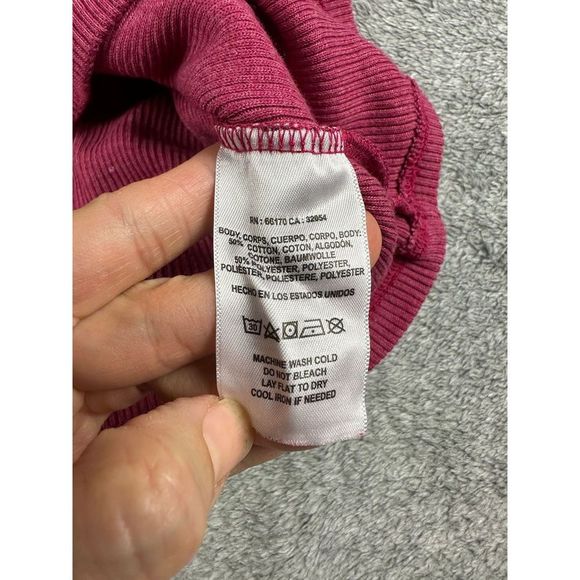 RN : 66170 CA : 32054
BODY, CORPS, CUERPO, CORPO, BODY:
50% COTTON, COTON, ALGODÓN,
COTONE, BAUMWOLLE
50% POLYESTER, POLYESTER,
POLIÉSTER, POLIESTERE, POLYESTER
HECHO EN LOS ESTADOS UNIDOS
30
MACHINE WASH COLD
DO NOT BLEACH
LAY FLAT TO DRY
COOL IRON IF NEEDED